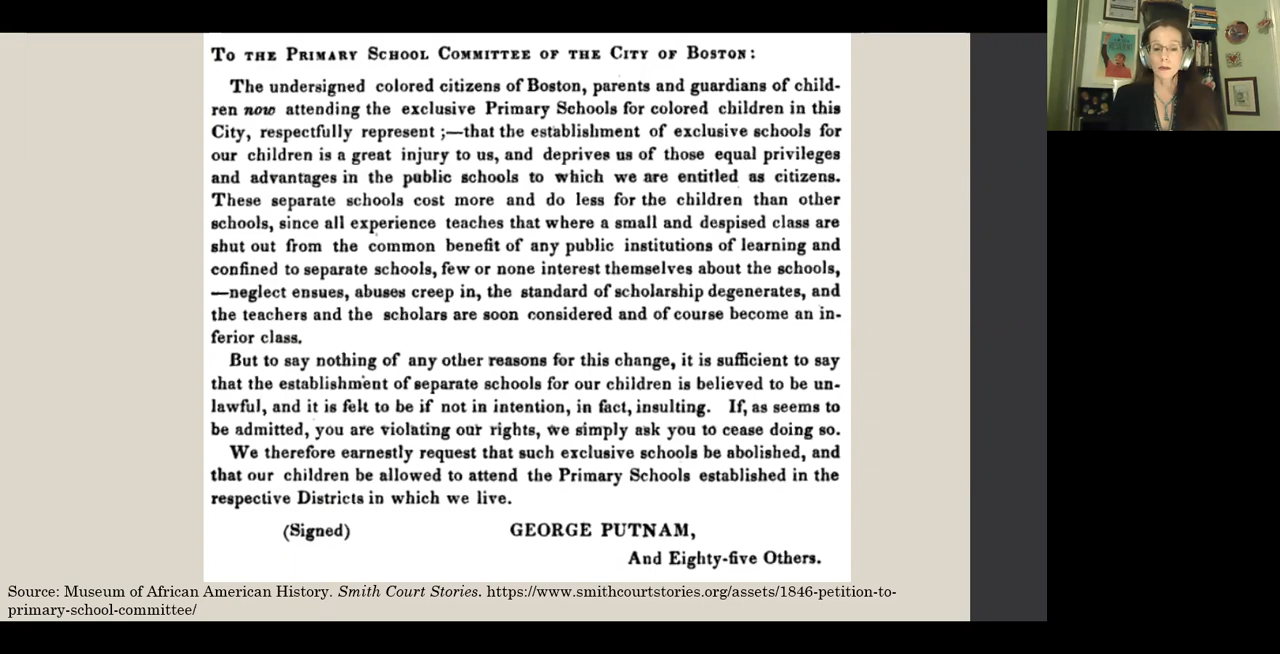 TO THE PRIMARY SCHOOL COMMITTEE OF THE CITY OF BOSTON:
The undersigned colored citizens of Boston, parents and guardians of child-
ren now attending the exclusive Primary Schools for colored children in this
City, respectfully represent ;—that the establishment of exclusive schools for
our children is a great injury to us, and deprives us of those equal privileges
and advantages in the public schools to which we are entitled as citizens.
These separate schools cost more and do less for the children than other
schools, since all experience teaches that where a small and despised class are
shut out from the common benefit of any public institutions of learning and
confined to separate schools, few or none interest themselves about the schools,
—neglect ensues, abuses creep in, the standard of scholarship degenerates, and
the teachers and the scholars are soon considered and of course become an in-
ferior class.
But to say nothing of any other reasons for this change, it is sufficient to say
that the establishment of separate schools for our children is believed to be un-
lawful, and it is felt to be if not in intention, in fact, insulting. If, as seems to
be admitted, you are violating our rights, we simply ask you to cease doing so.
We therefore earnestly request that such exclusive schools be abolished, and
that our children be allowed to attend the Primary Schools established in the
respective Districts in which we live.
(Signed) GEORGE PUTNAM,
And Eighty-five Others.
Source: Museum of African American History. Smith Court Stories. https://www.smithcourtstories.org/assets/1846-petition-to-
primary-school-committee/